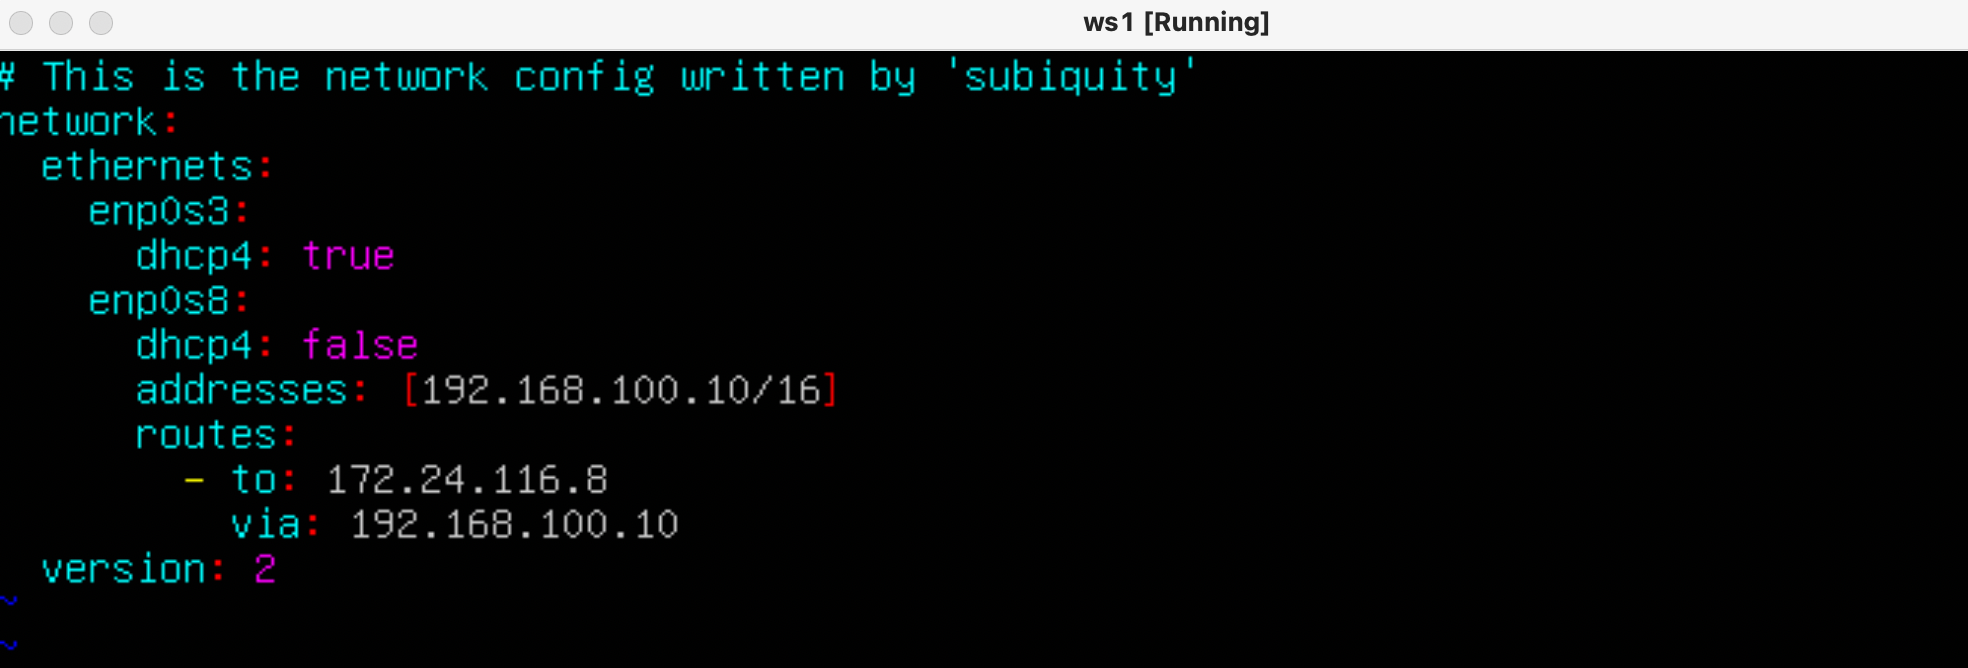 ws1 [Running]
# This is the network config written by 'subiquity'
network:
  ethernets:
    enp0s3:
      dhcp4: true
    enp0s8:
      dhcp4: false
      addresses: [192.168.100.10/16]
      routes:
        - to: 172.24.116.8
          via: 192.168.100.10
  version: 2
~
~